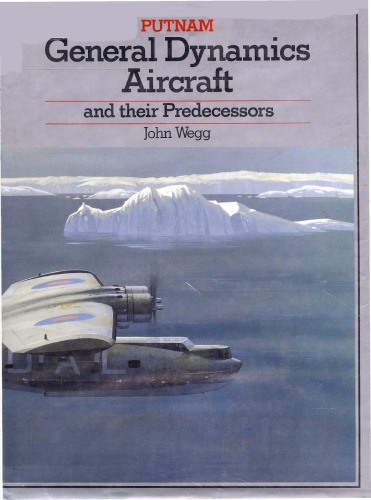 PUTNAM
General Dynamics
Aircraft
and their Predecessors
John Wegg